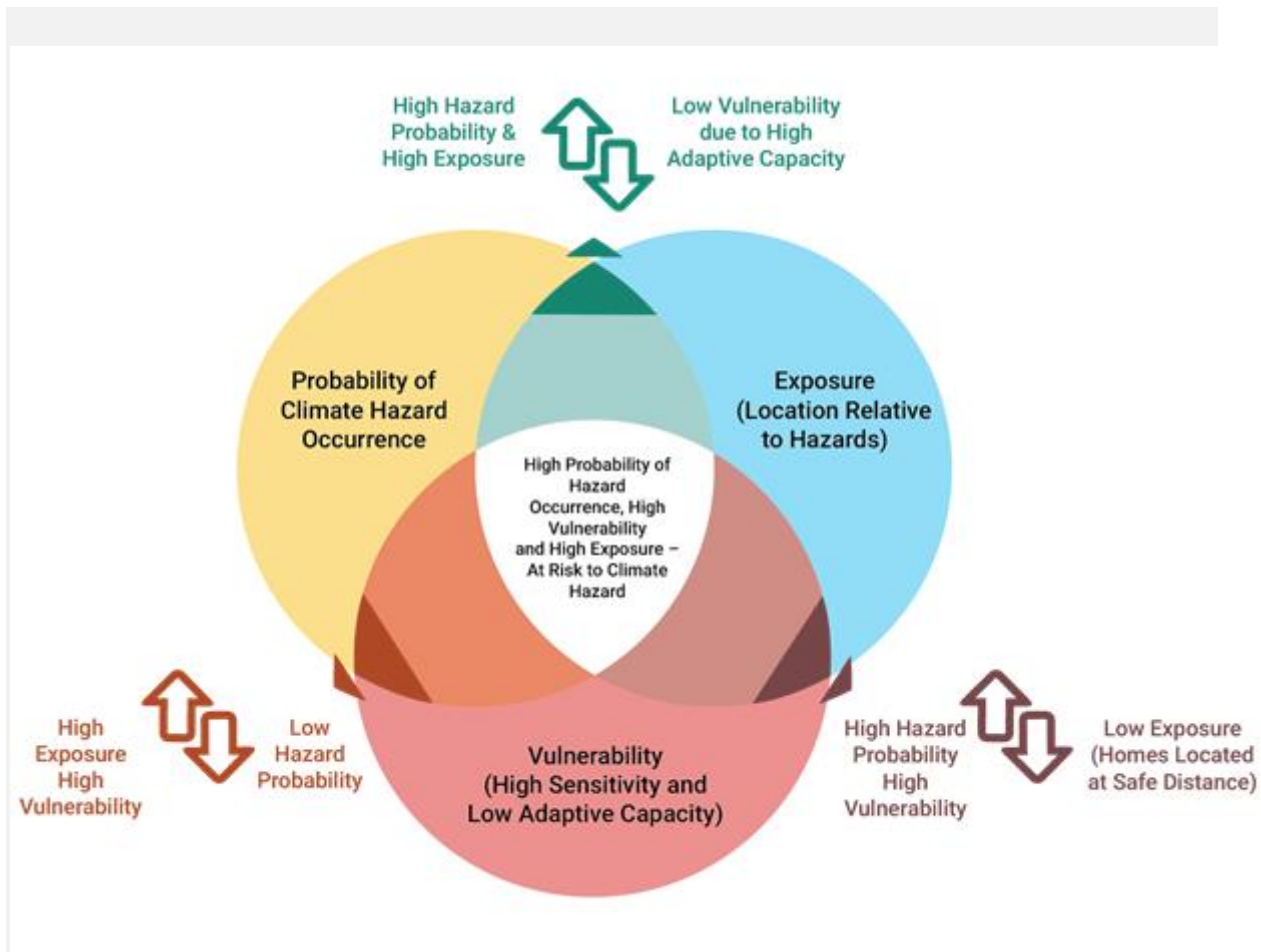 High Hazard
Probability &
High Exposure
Low Vulnerability
due to High
Adaptive Capacity
Probability of
Climate Hazard
Occurrence
Exposure
(Location Relative
to Hazards)
High Probability of
Hazard
Occurrence, High
Vulnerability
and High Exposure –
At Risk to Climate
Hazard
High
Exposure
High
Vulnerability
Low
Hazard
Probability
Vulnerability
(High Sensitivity and
Low Adaptive Capacity)
High Hazard
Probability
High
Vulnerability
Low Exposure
(Homes Located
at Safe Distance)